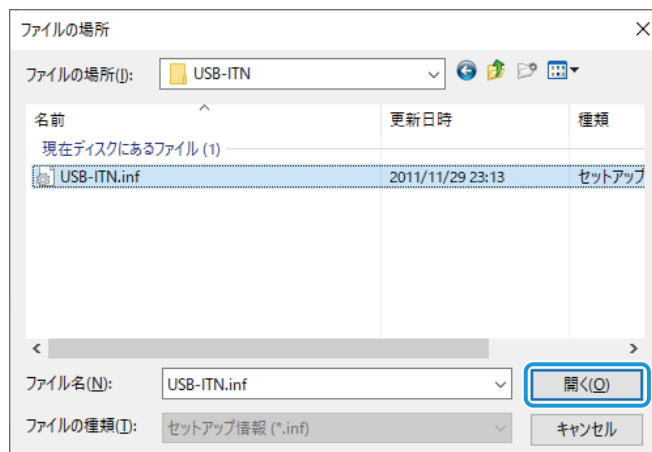 ファイルの場所
ファイルの場所(I): USB-ITN
名前 更新日時 種類
現在ディスクにあるファイル (1)
USB-ITN.inf 2011/11/29 23:13 セットアップ
ファイル名(N): USB-ITN.inf 開く(O)
ファイルの種類(T): セットアップ情報 (*.inf) キャンセル